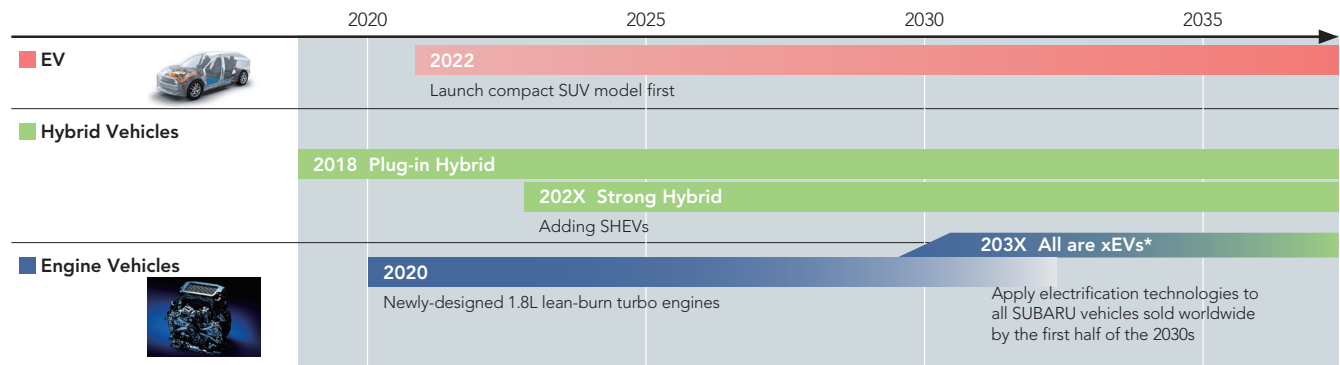 2020 2025 2030 2035
EV
2022
Launch compact SUV model first
Hybrid Vehicles
2018 Plug-in Hybrid
202X Strong Hybrid
Adding SHEVs
203X All are xEVs*
Engine Vehicles
2020
Newly-designed 1.8L lean-burn turbo engines
Apply electrification technologies to
all SUBARU vehicles sold worldwide
by the first half of the 2030s